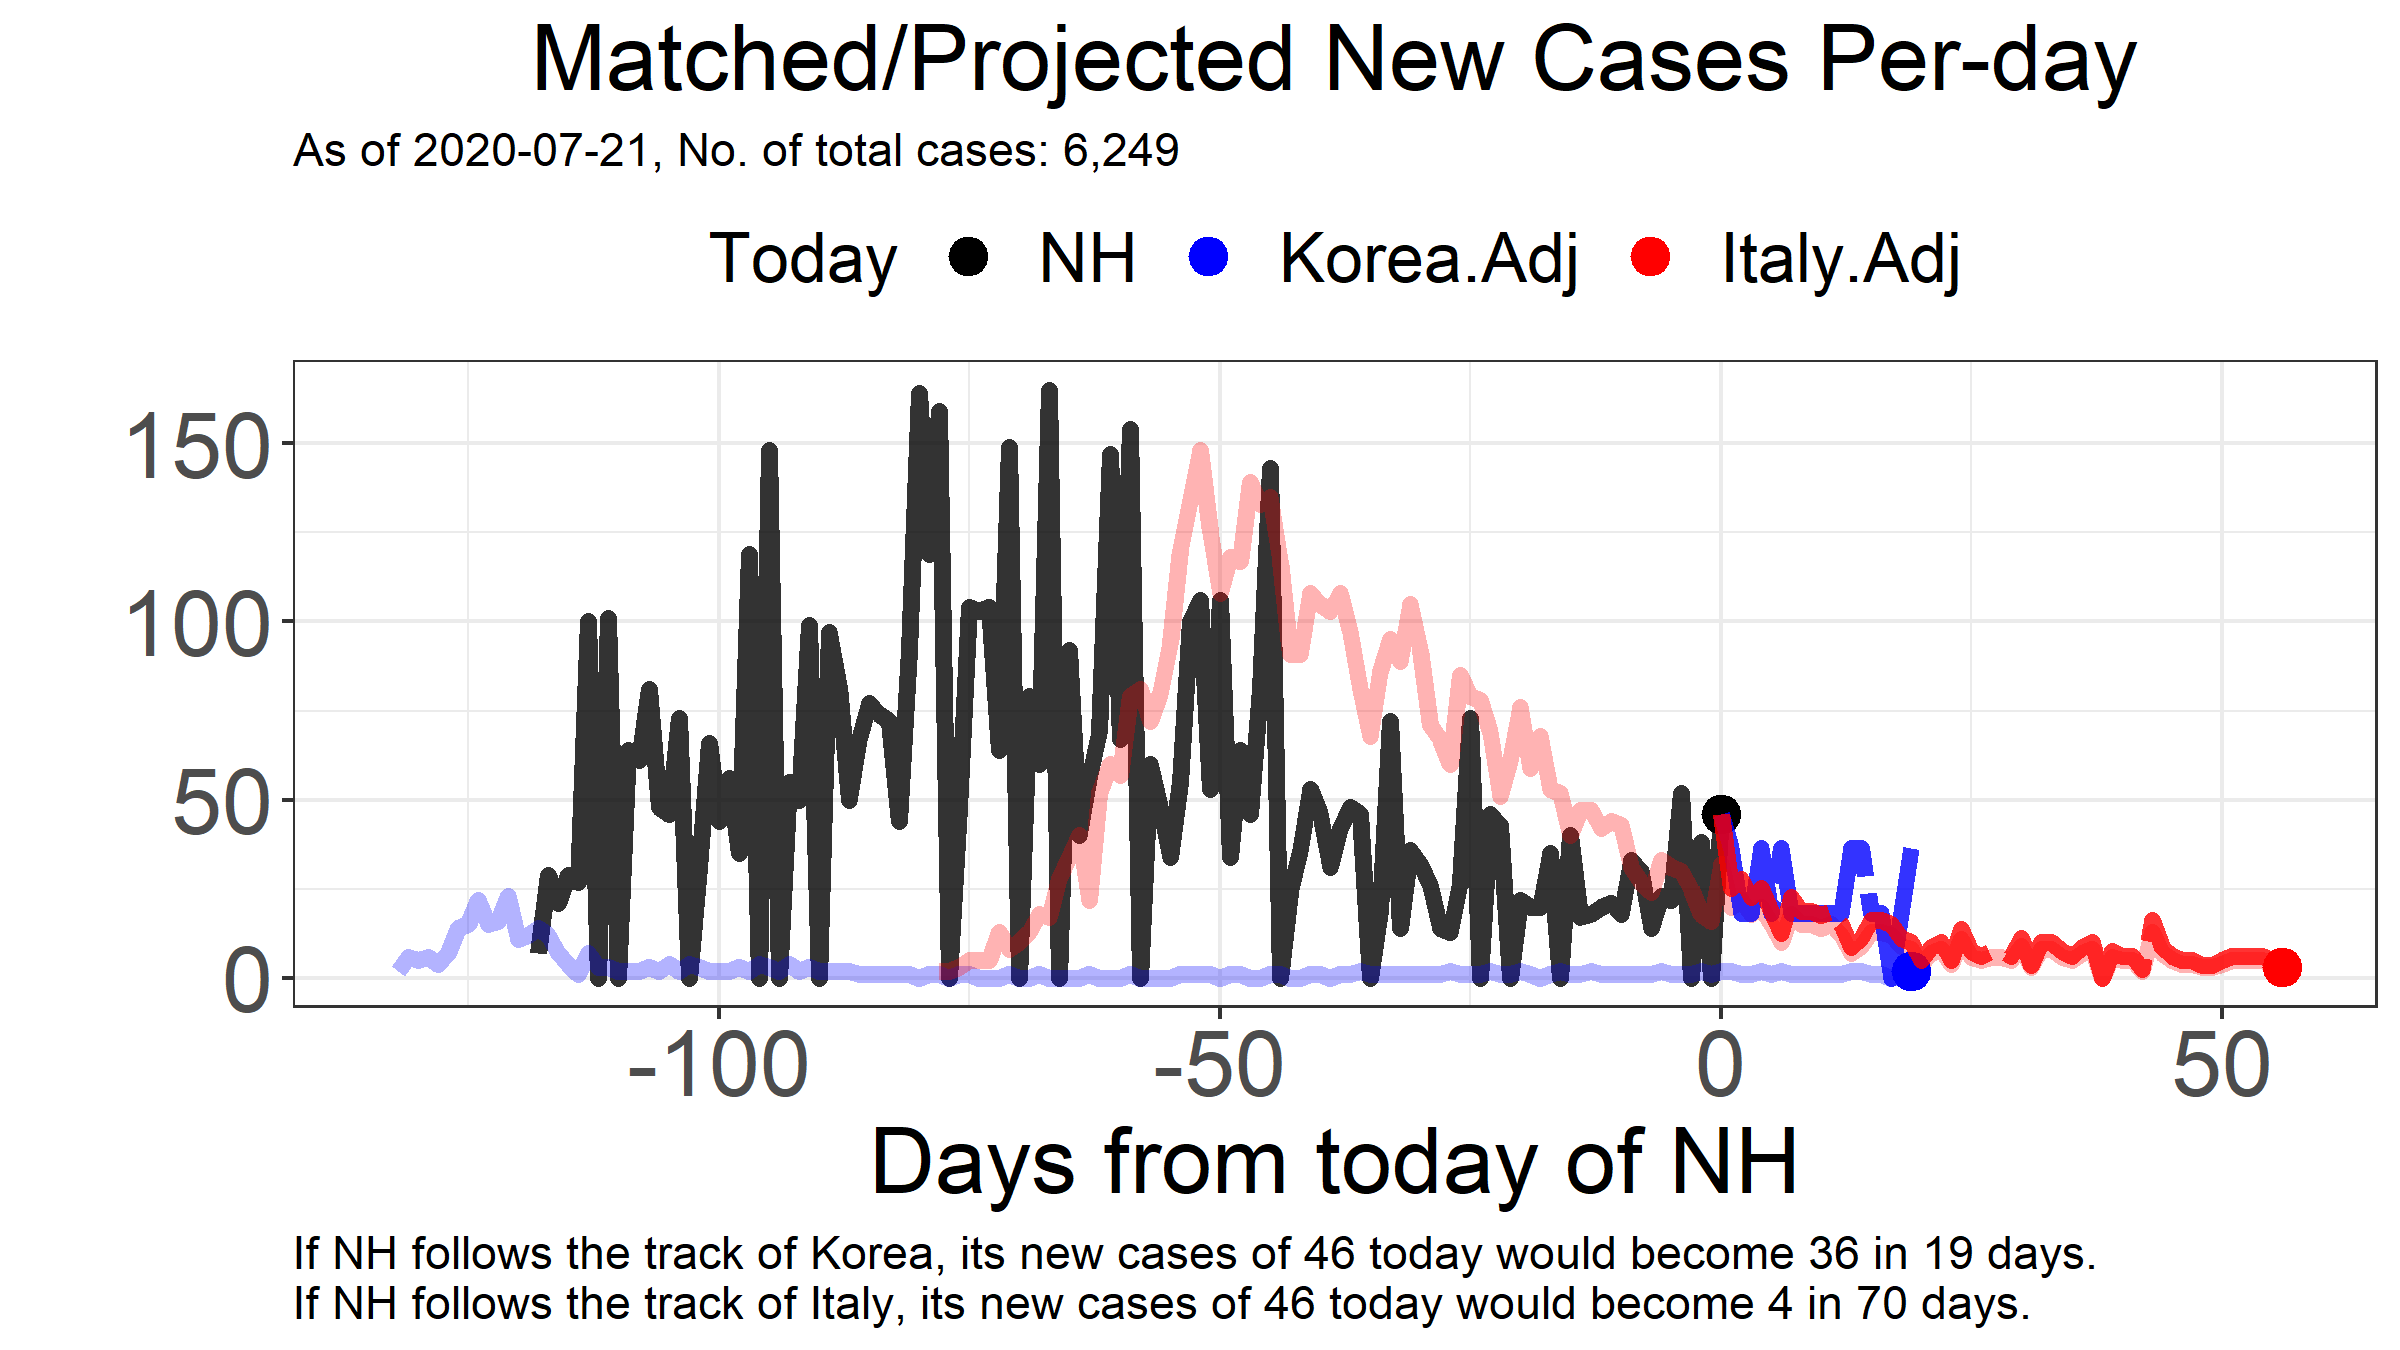 Matched/Projected New Cases Per-day
As of 2020-07-21, No. of total cases: 6,249
Today NH Korea.Adj Italy.Adj
150
100
50
0
-100 -50 0 50
Days from today of NH
If NH follows the track of Korea, its new cases of 46 today would become 36 in 19 days.
If NH follows the track of Italy, its new cases of 46 today would become 4 in 70 days.